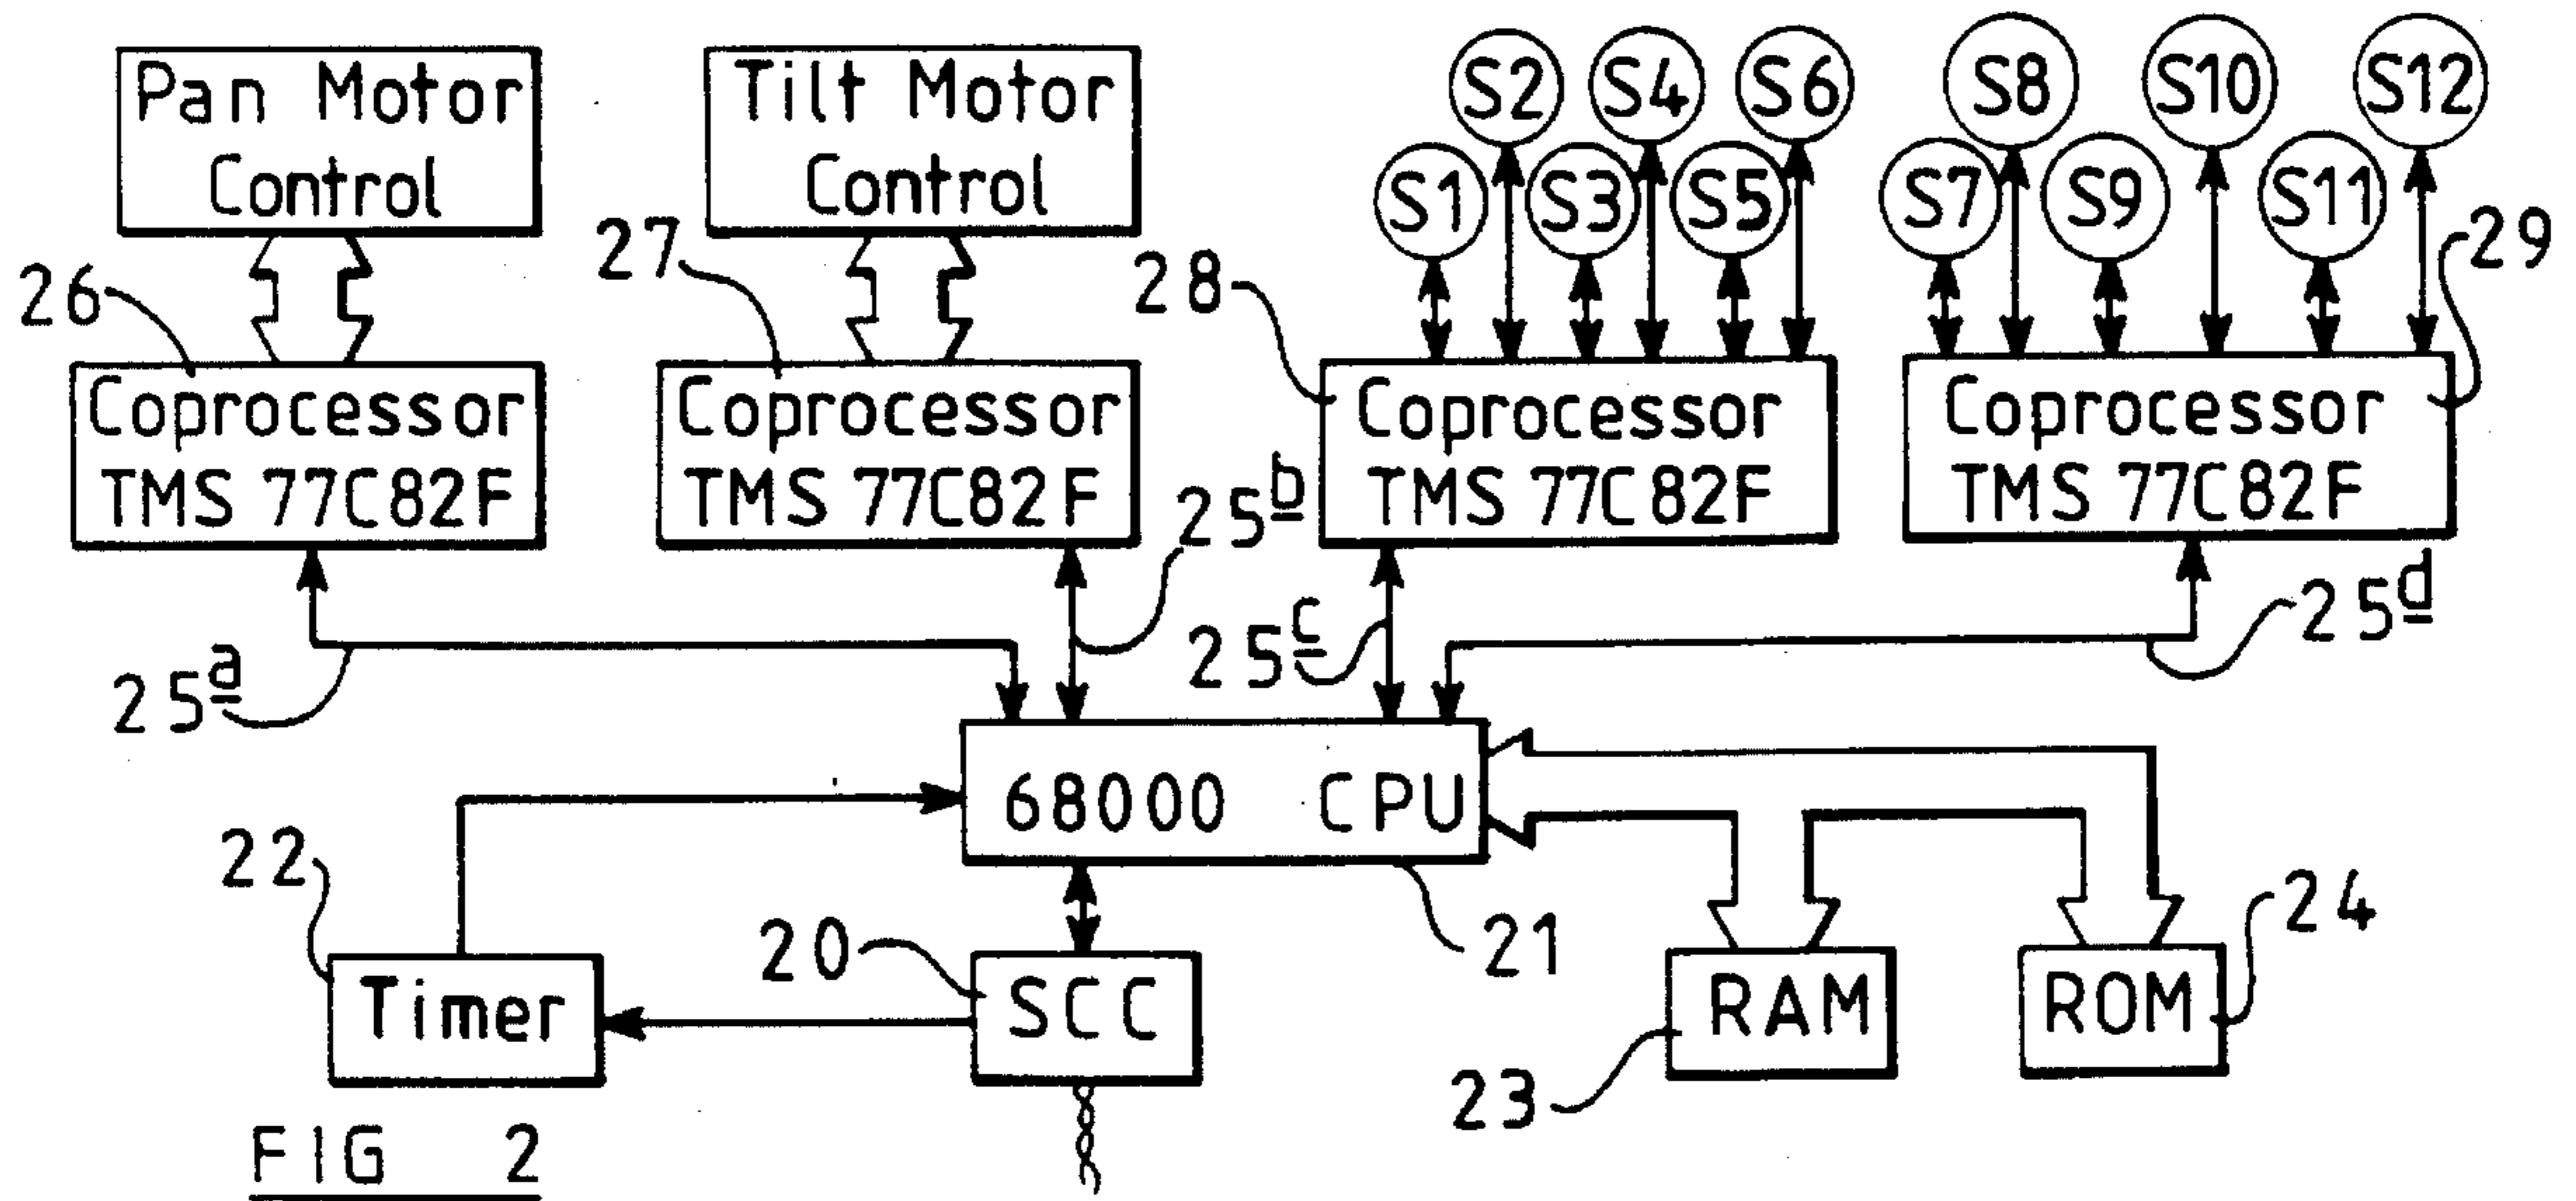 Pan Motor
Control
Tilt Motor
Control
S2
S4
S6
S8
S10
S12
S1
S3
S5
S7
S9
S11
26
27
28
29
Coprocessor
TMS 77C82F
Coprocessor
TMS 77C82F
Coprocessor
TMS 77C82F
Coprocessor
TMS 77C82F
25a
25b
25c
25d
68000 CPU
22
20
21
24
Timer
SCC
RAM
ROM
23
FIG 2